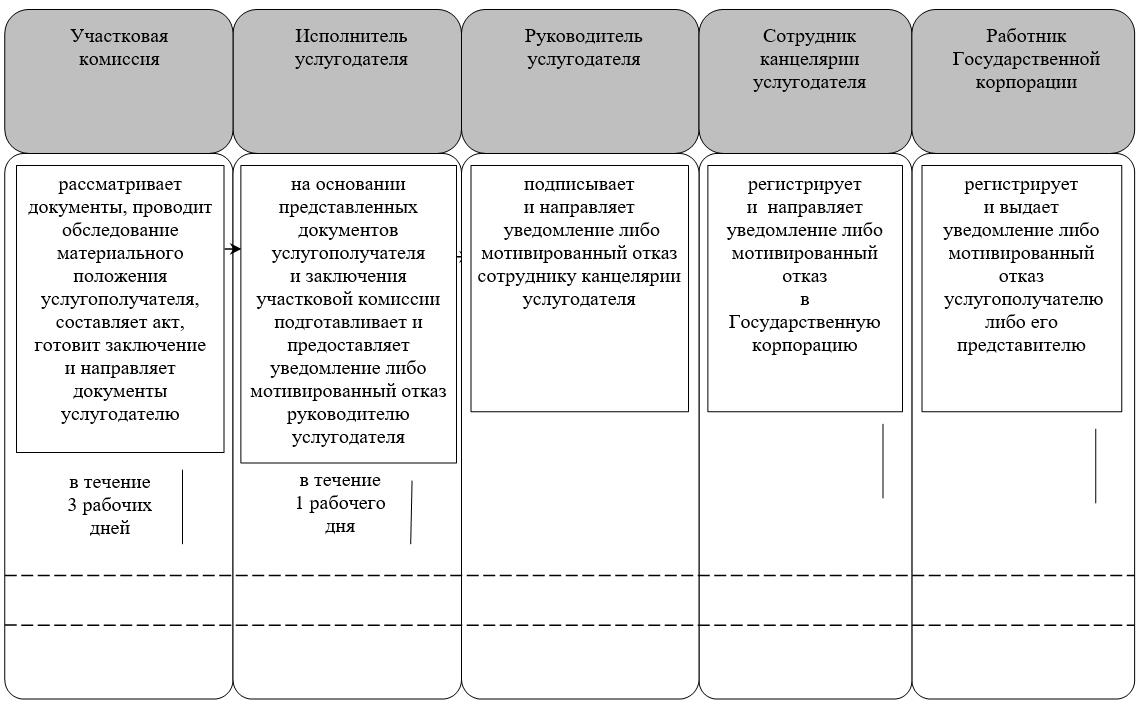 Участковая
комиссия
Исполнитель
услугодателя
Руководитель
услугодателя
Сотрудник
канцелярии
услугодателя
Работник
Государственной
корпорации
рассматривает
документы, проводит
обследование
материального
положения
услугополучателя,
составляет акт,
готовит заключение
и направляет
документы
услугодателю
в течение
3 рабочих
дней
на основании
представленных
документов
услугополучателя
и заключения
участковой комиссии
подготавливает и
предоставляет
уведомление либо
мотивированный отказ
руководителю
услугодателя
в течение
1 рабочего
дня
подписывает
и направляет
уведомление либо
мотивированный отказ
сотруднику канцелярии
услугодателя
регистрирует
и направляет
уведомление либо
мотивированный
отказ
в
Государственную
корпорацию
регистрирует
и выдает
уведомление либо
мотивированный
отказ
услугополучателю
либо его
представителю